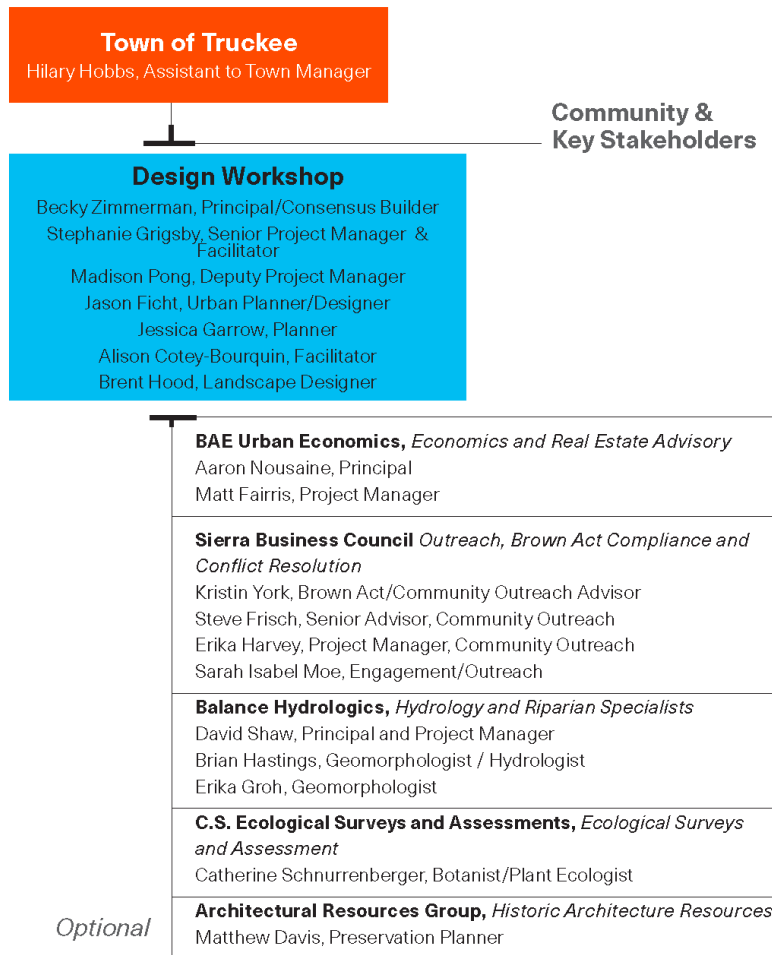 Town of Truckee
Hilary Hobbs, Assistant to Town Manager
Community &
Key Stakeholders
Design Workshop
Becky Zimmerman, Principal/Consensus Builder
Stephanie Grigsby, Senior Project Manager &
Facilitator
Madison Pong, Deputy Project Manager
Jason Ficht, Urban Planner/Designer
Jessica Garrow, Planner
Alison Cotey-Bourquin, Facilitator
Brent Hood, Landscape Designer
BAE Urban Economics, Economics and Real Estate Advisory
Aaron Nousaine, Principal
Matt Fairris, Project Manager
Sierra Business Council Outreach, Brown Act Compliance and
Conflict Resolution
Kristin York, Brown Act/Community Outreach Advisor
Steve Frisch, Senior Advisor, Community Outreach
Erika Harvey, Project Manager, Community Outreach
Sarah Isabel Moe, Engagement/Outreach
Balance Hydrologics, Hydrology and Riparian Specialists
David Shaw, Principal and Project Manager
Brian Hastings, Geomorphologist / Hydrologist
Erika Groh, Geomorphologist
C.S. Ecological Surveys and Assessments, Ecological Surveys
and Assessment
Catherine Schnurrenberger, Botanist/Plant Ecologist
Optional
Architectural Resources Group, Historic Architecture Resources
Matthew Davis, Preservation Planner